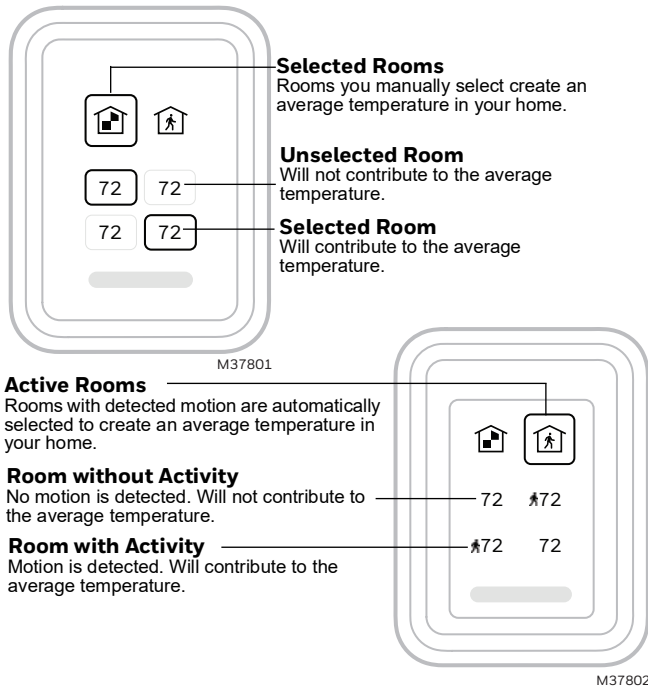 Selected Rooms
Rooms you manually select create an
average temperature in your home.
Unselected Room
Will not contribute to the average
temperature.
72 72
Selected Room
Will contribute to the average
temperature.
72 72
M37801
Active Rooms
Rooms with detected motion are automatically
selected to create an average temperature in
your home.
Room without Activity
No motion is detected. Will not contribute to
the average temperature.
72 72
Room with Activity
Motion is detected. Will contribute to the
average temperature.
72 72
M37802